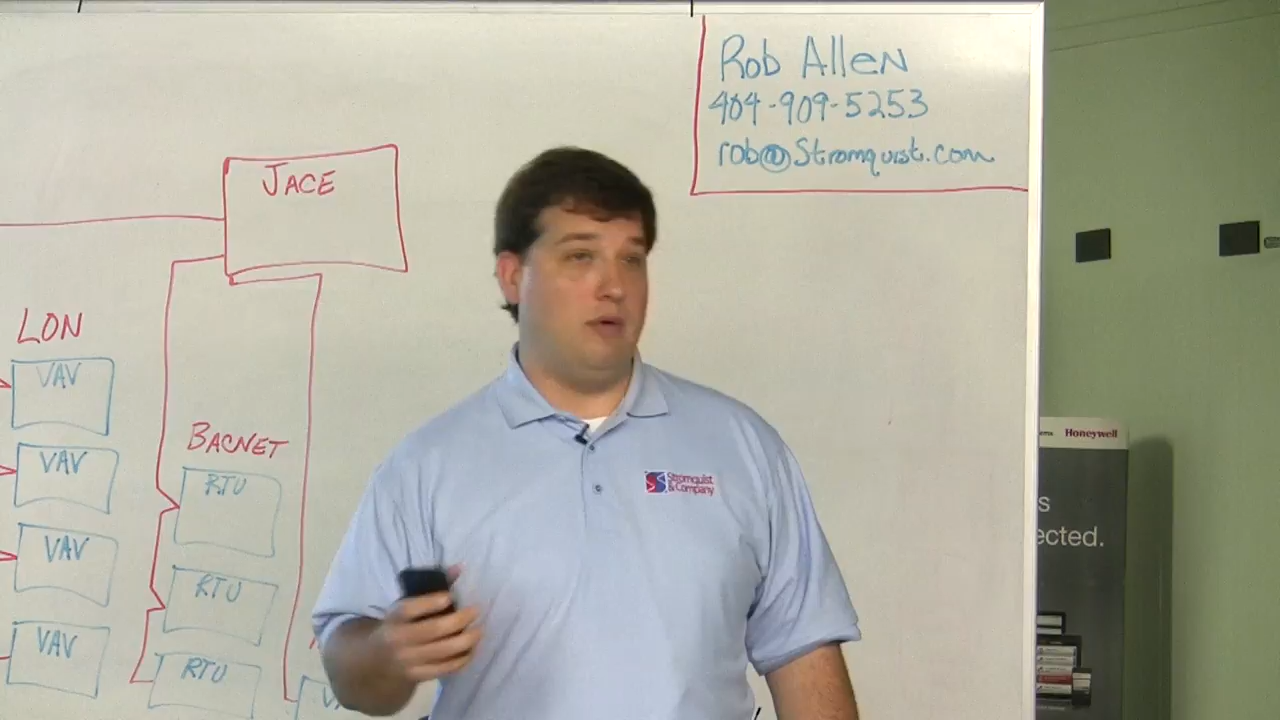 Rob Allen
404-909-5253
rob@Stromquist.com
JACE
LON
VAV
VAV
VAV
VAV
BACNET
RTU
RTU
RTU
Stromquist
& Company
Honeywell
ected.